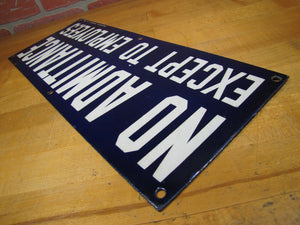 NO ADMITTANCE
EXCEPT TO EMPLOYEES